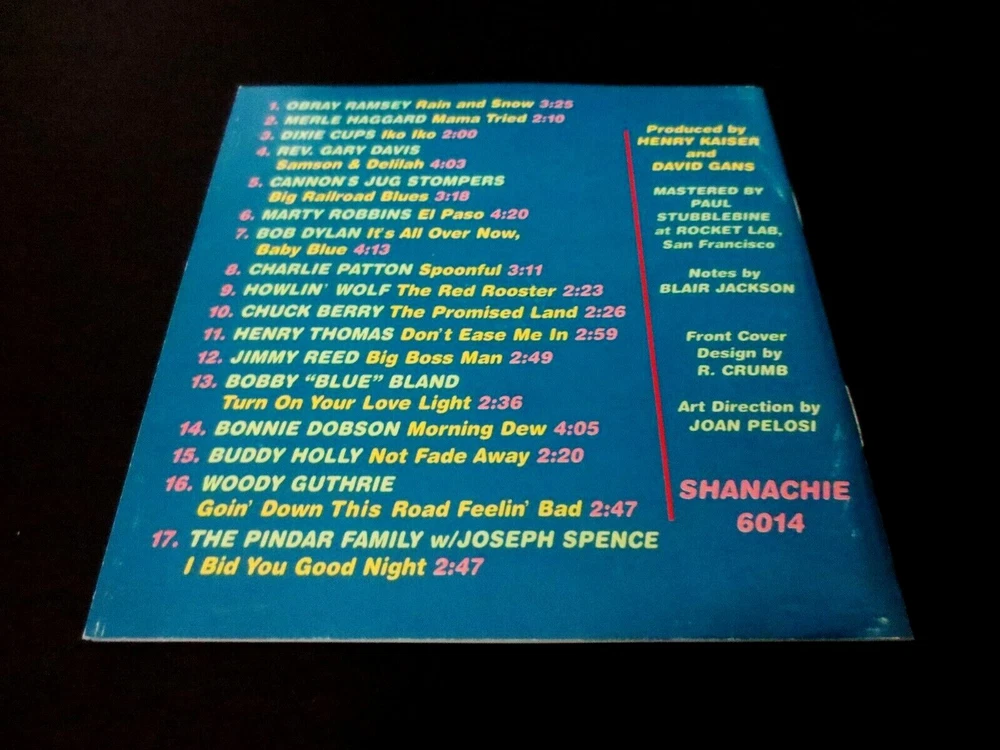 1. OBRAY RAMSEY Rain and Snow 3:25
2. MERLE HAGGARD Mama Tried 2:10
3. DIXIE CUPS Iko Iko 2:00
4. REV. GARY DAVIS
Samson & Delilah 4:03
5. CANNON'S JUG STOMPERS
Big Railroad Blues 3:18
6. MARTY ROBBINS El Paso 4:20
7. BOB DYLAN It's All Over Now,
Baby Blue 4:13
8. CHARLIE PATTON Spoonful 3:11
9. HOWLIN' WOLF The Red Rooster 2:23
10. CHUCK BERRY The Promised Land 2:26
11. HENRY THOMAS Don't Ease Me In 2:59
12. JIMMY REED Big Boss Man 2:49
13. BOBBY “BLUE” BLAND
Turn On Your Love Light 2:36
14. BONNIE DOBSON Morning Dew 4:05
15. BUDDY HOLLY Not Fade Away 2:20
16. WOODY GUTHRIE
Goin' Down This Road Feelin' Bad 2:47
17. THE PINDAR FAMILY w/JOSEPH SPENCE
I Bid You Good Night 2:47
Produced by
HENRY KAISER
and
DAVID GANS
MASTERED BY
PAUL
STUBBLEBINE
at ROCKET LAB,
San Francisco
Notes by
BLAIR JACKSON
Front Cover
Design by
R. CRUMB
Art Direction by
JOAN PELOSI
SHANACHIE
6014